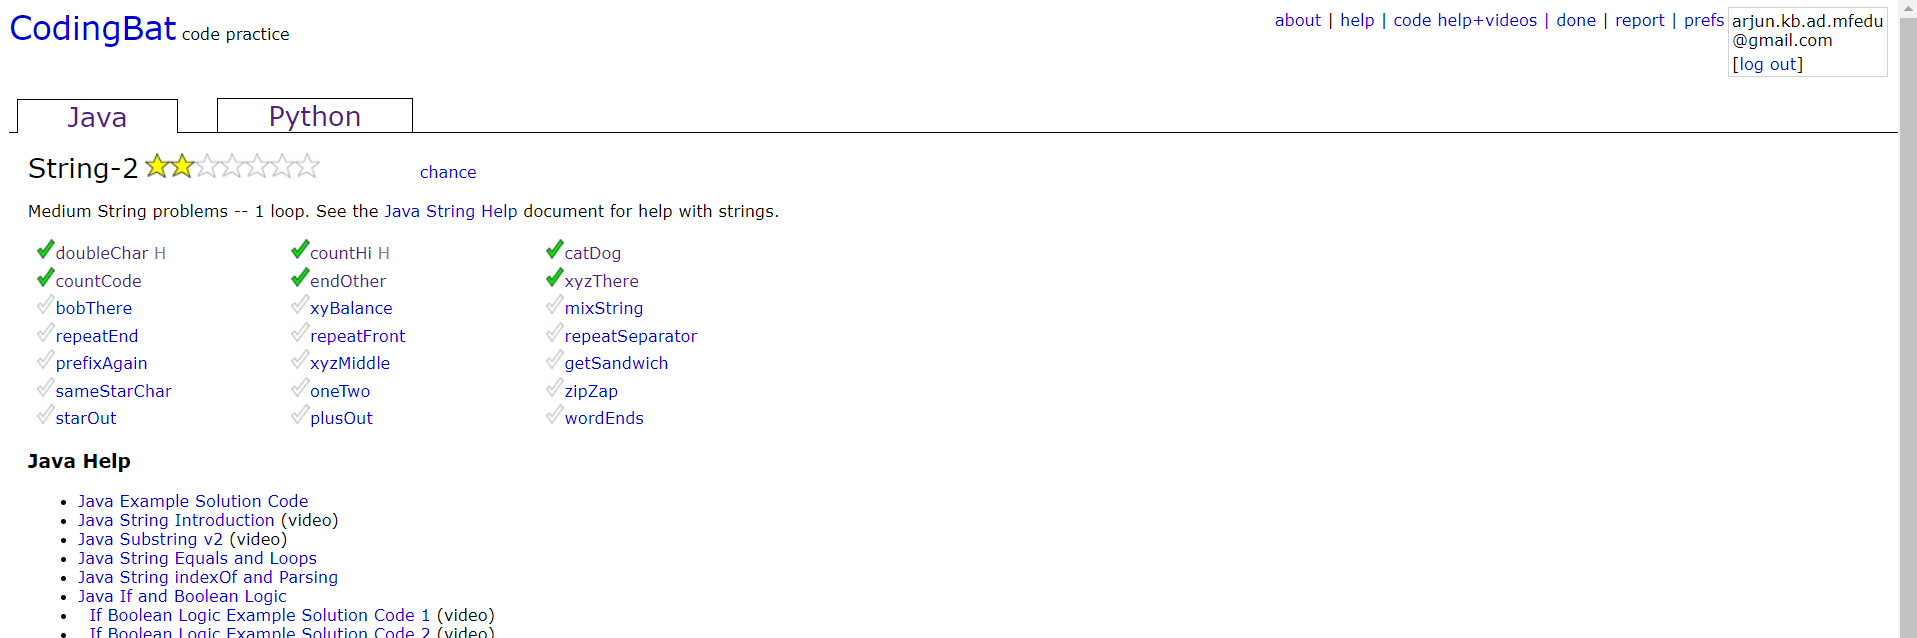 CodingBat code practice
about | help | code help+videos | done | report | prefs
arjun.kb.ad.mfedu
@gmail.com
[log out]
Java
Python
String-2
chance
Medium String problems -- 1 loop. See the Java String Help document for help with strings.
doubleChar H countHi H catDog
countCode endOther xyzThere
bobThere xyBalance mixString
repeatEnd repeatFront repeatSeparator
prefixAgain xyzMiddle getSandwich
sameStarChar oneTwo zipZap
starOut plusOut wordEnds
Java Help
• Java Example Solution Code
• Java String Introduction (video)
• Java Substring v2 (video)
• Java String Equals and Loops
• Java String indexOf and Parsing
• Java If and Boolean Logic
• If Boolean Logic Example Solution Code 1 (video)
• If Boolean Logic Example Solution Code 2 (video)